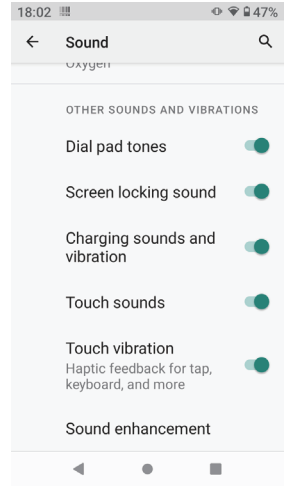 18:02 47%
Sound
Oxygen
OTHER SOUNDS AND VIBRATIONS
Dial pad tones
Screen locking sound
Charging sounds and
vibration
Touch sounds
Touch vibration
Haptic feedback for tap,
keyboard, and more
Sound enhancement